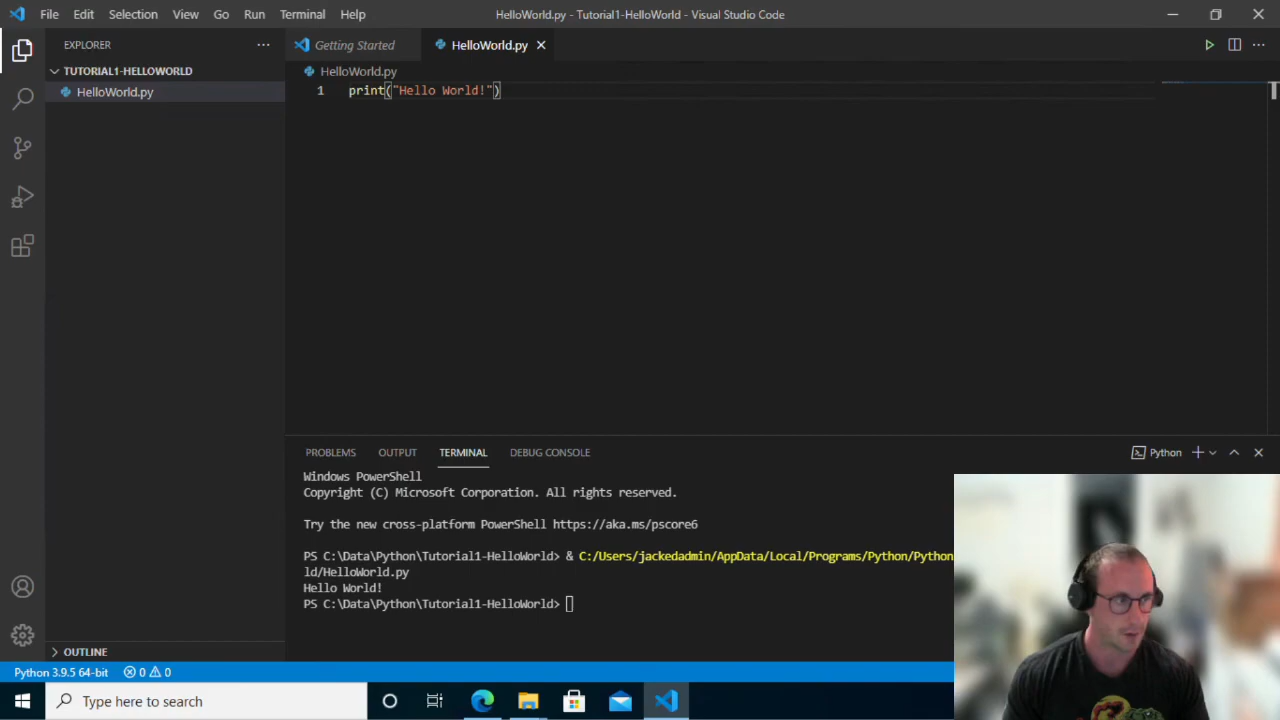 File Edit Selection View Go Run Terminal Help HelloWorld.py - Tutorial1-HelloWorld - Visual Studio Code
EXPLORER
TUTORIAL1-HELLOWORLD
HelloWorld.py
OUTLINE
Getting Started HelloWorld.py
HelloWorld.py
1 print("Hello World!")
PROBLEMS OUTPUT TERMINAL DEBUG CONSOLE Python
Windows PowerShell
Copyright (C) Microsoft Corporation. All rights reserved.
Try the new cross-platform PowerShell https://aka.ms/pscore6
PS C:\Data\Python\Tutorial1-HelloWorld> & C:/Users/jackedadmin/AppData/Local/Programs/Python/Python
ld/HelloWorld.py
Hello World!
PS C:\Data\Python\Tutorial1-HelloWorld>
Python 3.9.5 64-bit 0 0
Type here to search